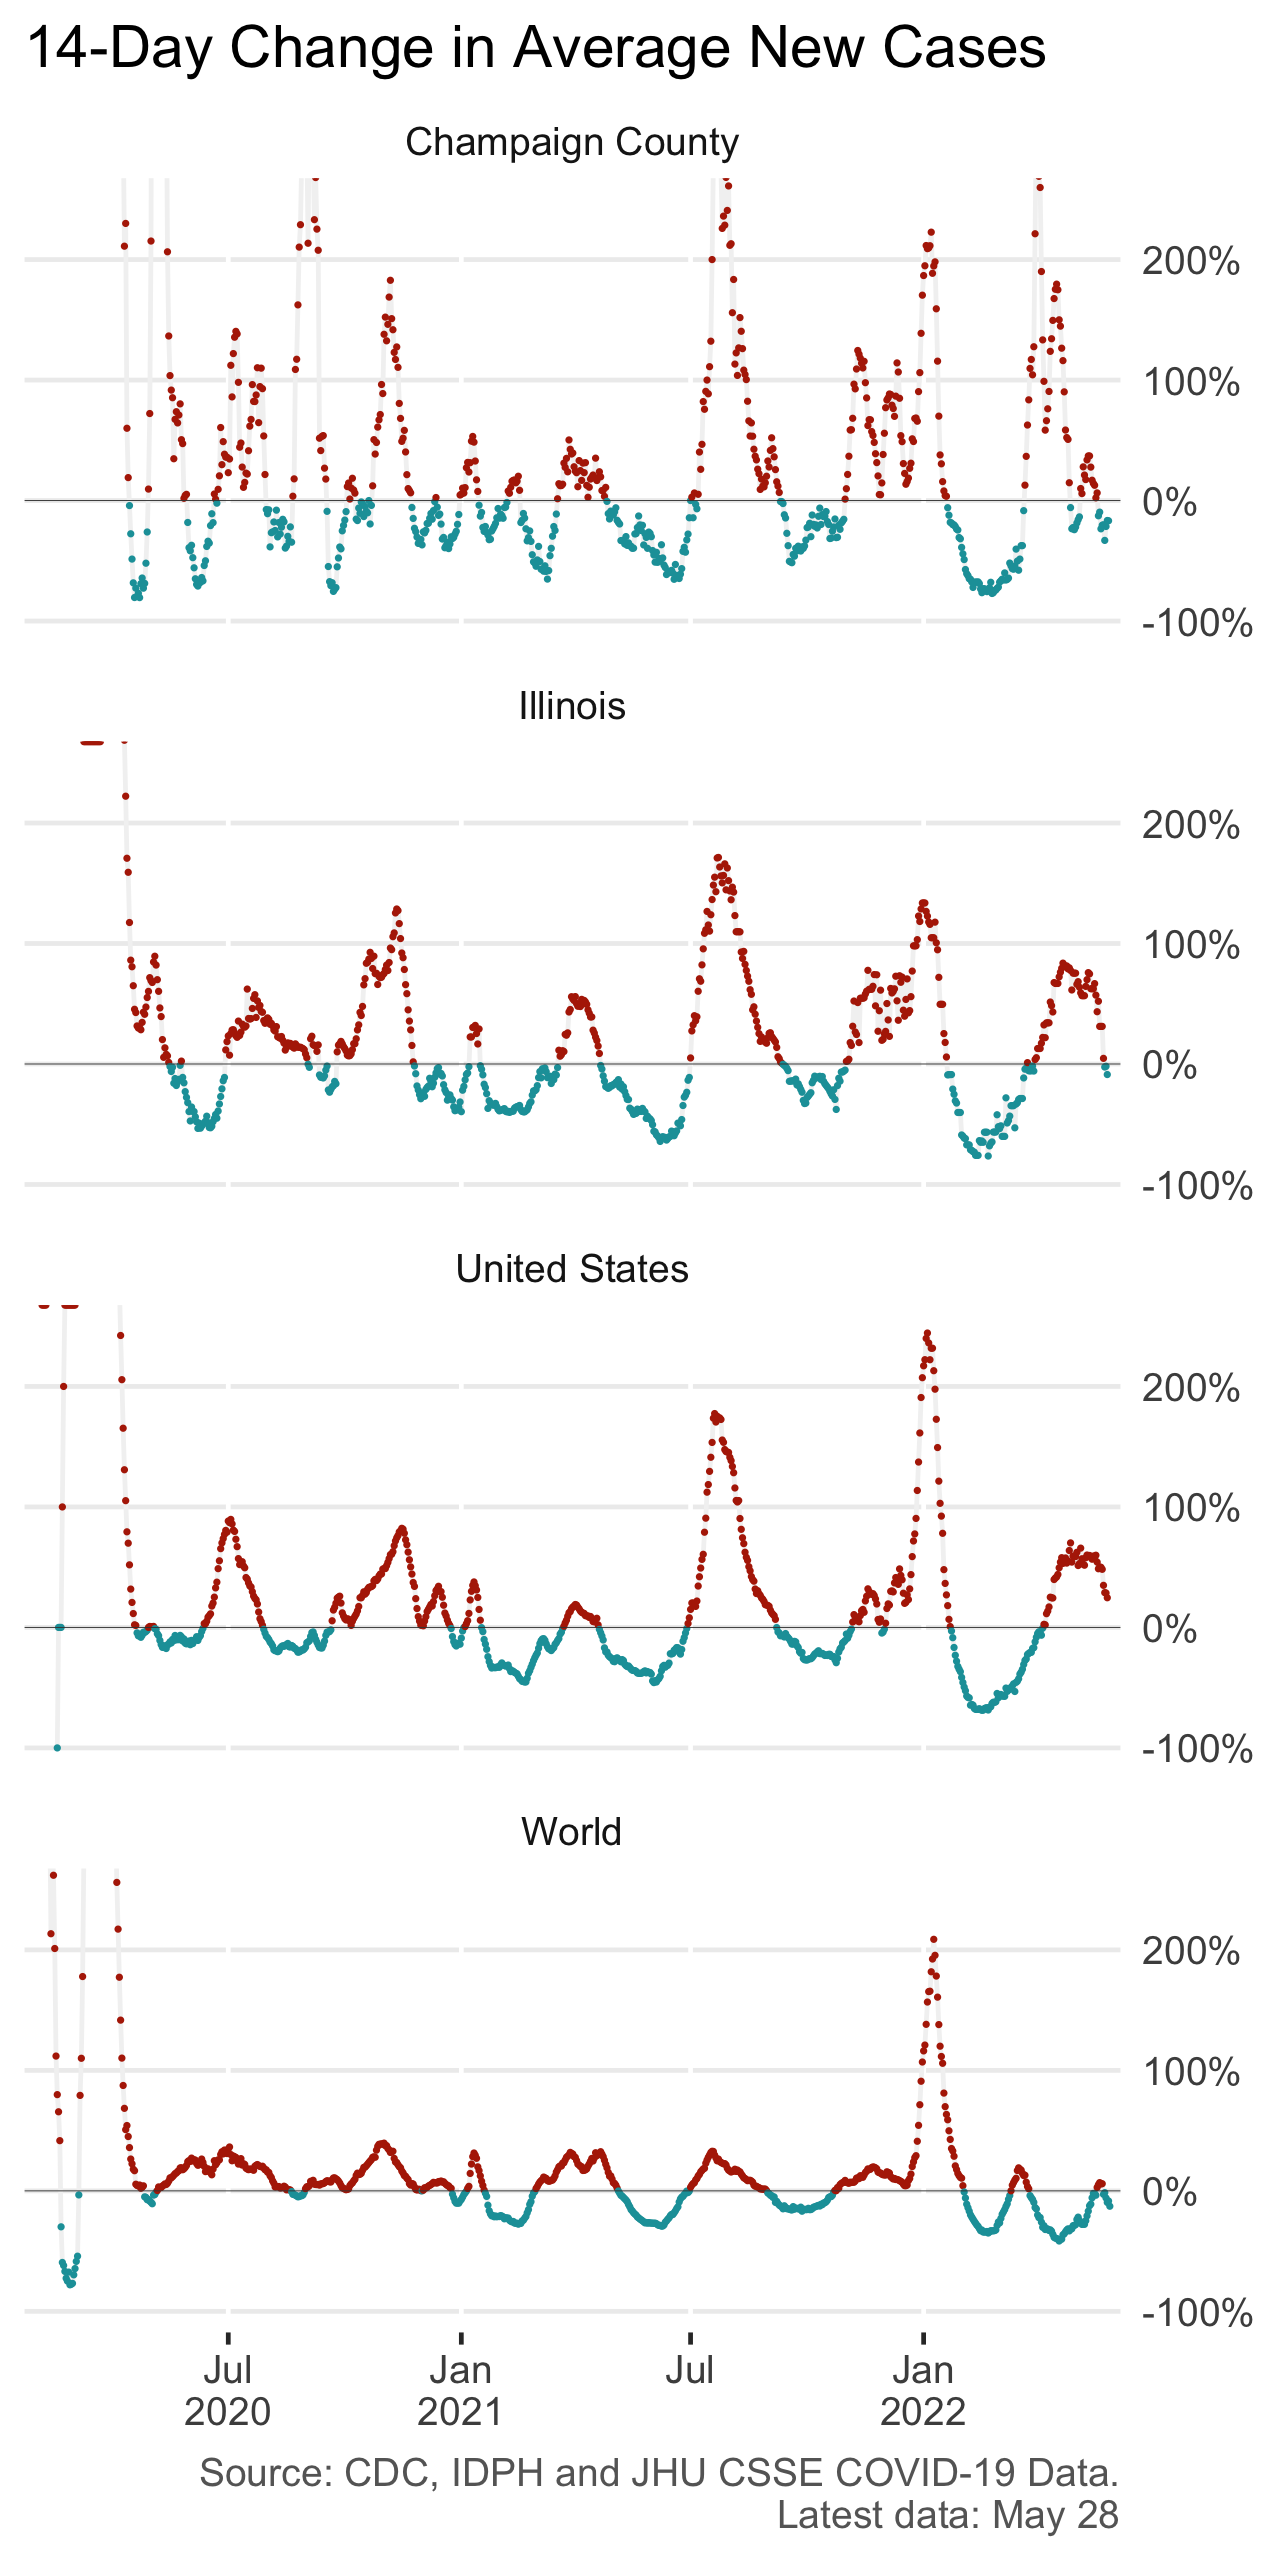 14-Day Change in Average New Cases
Champaign County
200%
100%
0%
-100%
Illinois
200%
100%
0%
-100%
United States
200%
100%
0%
-100%
World
200%
100%
0%
-100%
Jul Jan Jul Jan
2020 2021 2022
Source: CDC, IDPH and JHU CSSE COVID-19 Data.
Latest data: May 28